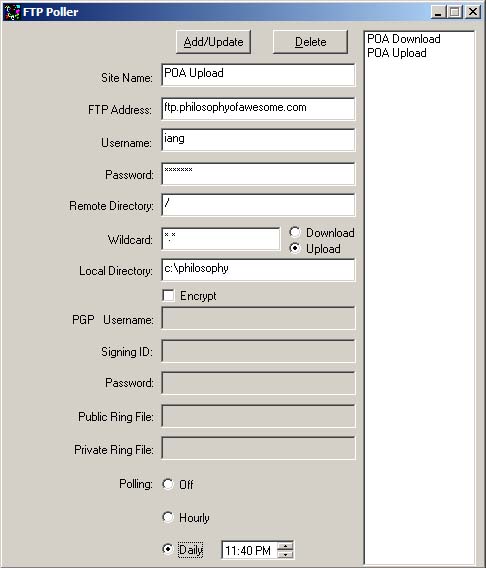 FTP Poller
Add/Update Delete
Site Name: POA Upload
FTP Address: ftp.philosophyofawesome.com
Username: iang
Password: *******
Remote Directory: /
Wildcard: *.* Download
Upload
Local Directory: c:\philosophy
Encrypt
PGP Username:
Signing ID:
Password:
Public Ring File:
Private Ring File:
Polling: Off
Hourly
Daily 11:40 PM
POA Download
POA Upload